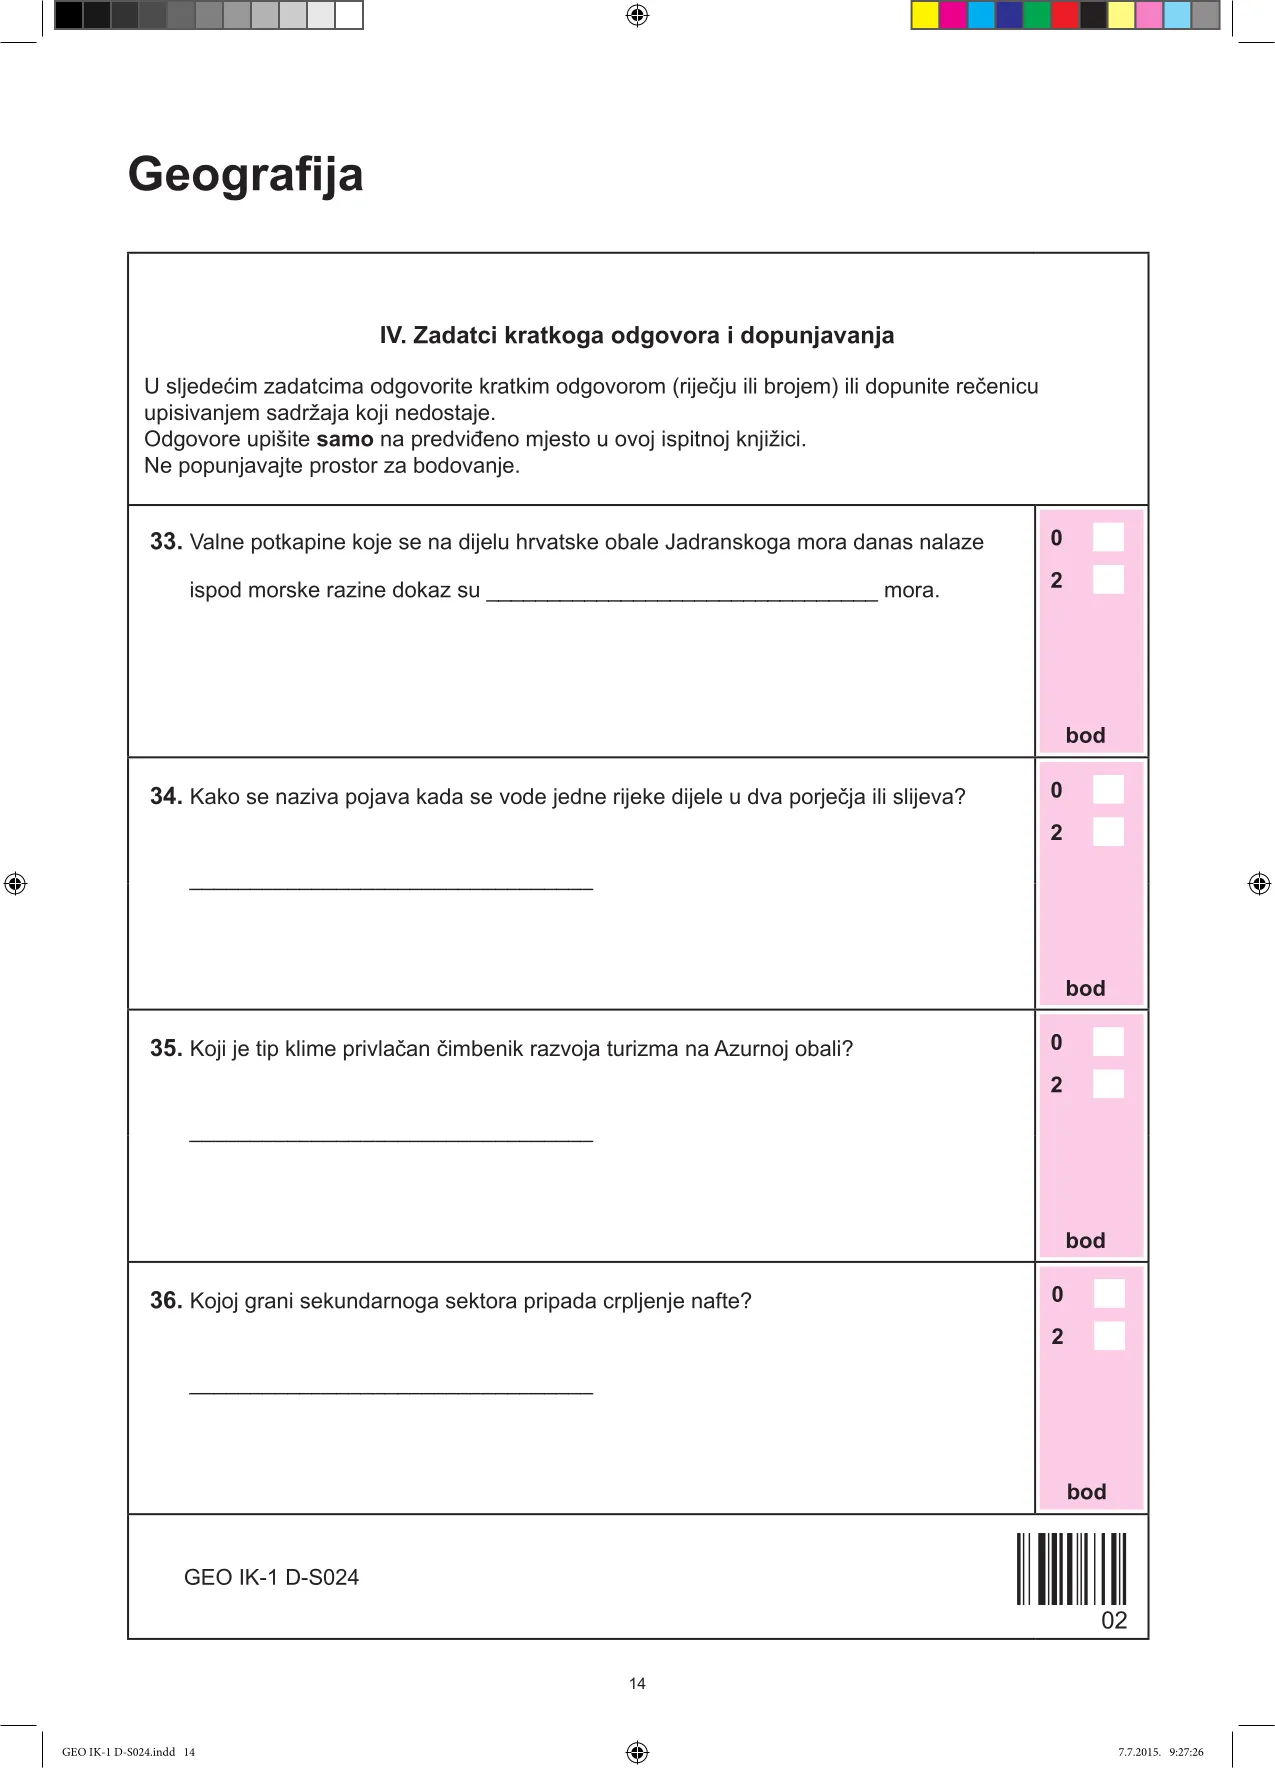 Geografija
IV. Zadatci kratkoga odgovora i dopunjavanja
U sljedećim zadatcima odgovorite kratkim odgovorom (riječju ili brojem) ili dopunite rečenicu
upisivanjem sadržaja koji nedostaje.
Odgovore upišite samo na predviđeno mjesto u ovoj ispitnoj knjižici.
Ne popunjavajte prostor za bodovanje.
33. Valne potkapine koje se na dijelu hrvatske obale Jadranskoga mora danas nalaze
ispod morske razine dokaz su ________________________________ mora.
0
2
bod
34. Kako se naziva pojava kada se vode jedne rijeke dijele u dva porječja ili slijeva?
_________________________________
0
2
bod
35. Koji je tip klime privlačan čimbenik razvoja turizma na Azurnoj obali?
_________________________________
0
2
bod
36. Kojoj grani sekundarnoga sektora pripada crpljenje nafte?
_________________________________
0
2
bod
GEO IK-1 D-S024
02
14
GEO IK-1 D-S024.indd 14
7.7.2015. 9:27:26